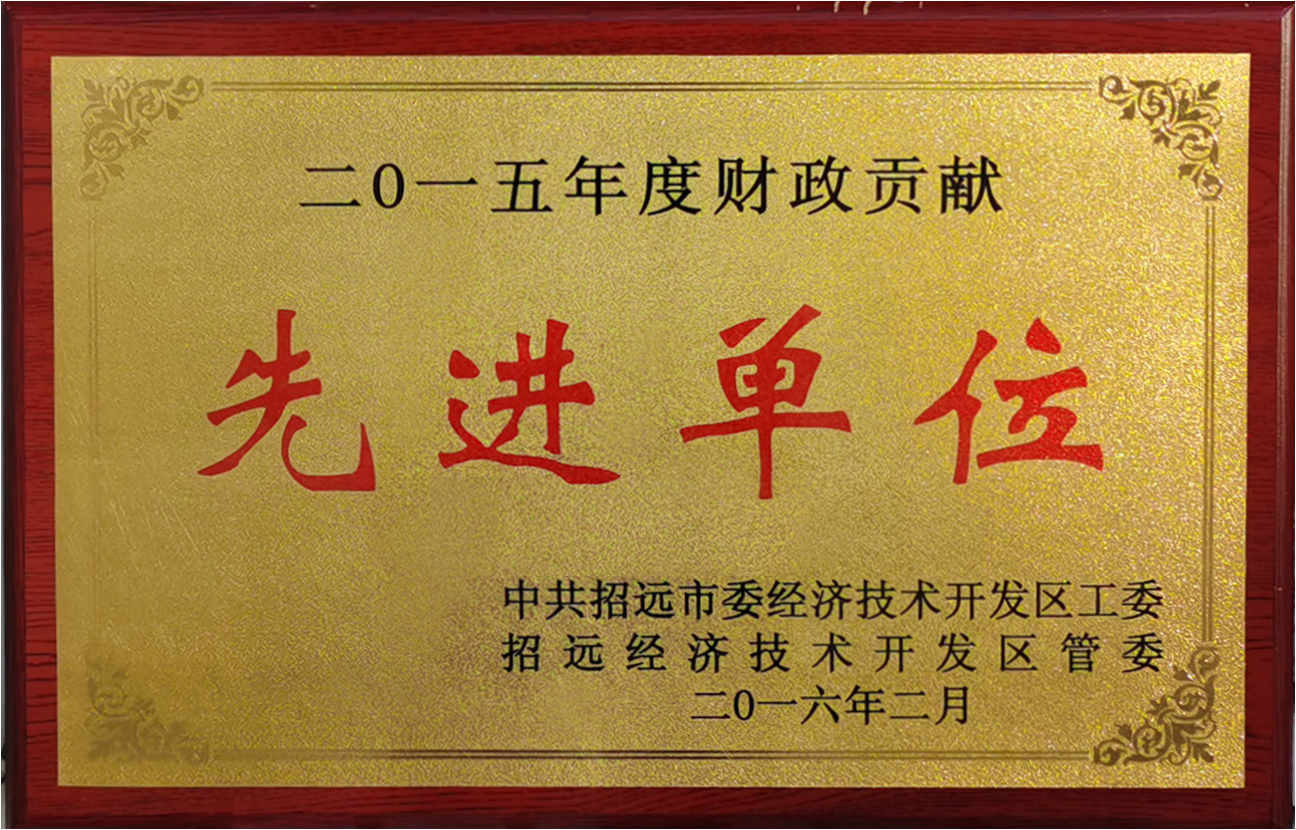 二0一五年度财政贡献
先进单位
中共招远市委经济技术开发区工委
招远经济技术开发区管委
二0一六年二月